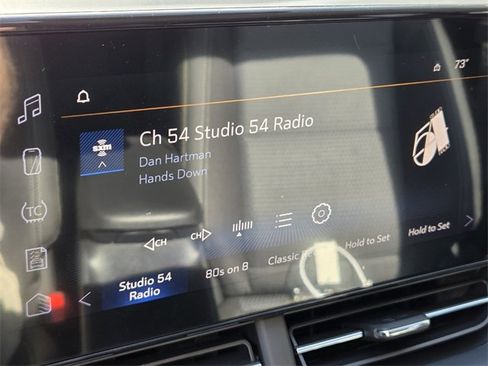 73°
Ch 54 Studio 54 Radio
SXM
Dan Hartman
Hands Down
TC
CH
CH
Studio 54
Radio
80s on 8
Classic
Hold to Set
Hold to Set